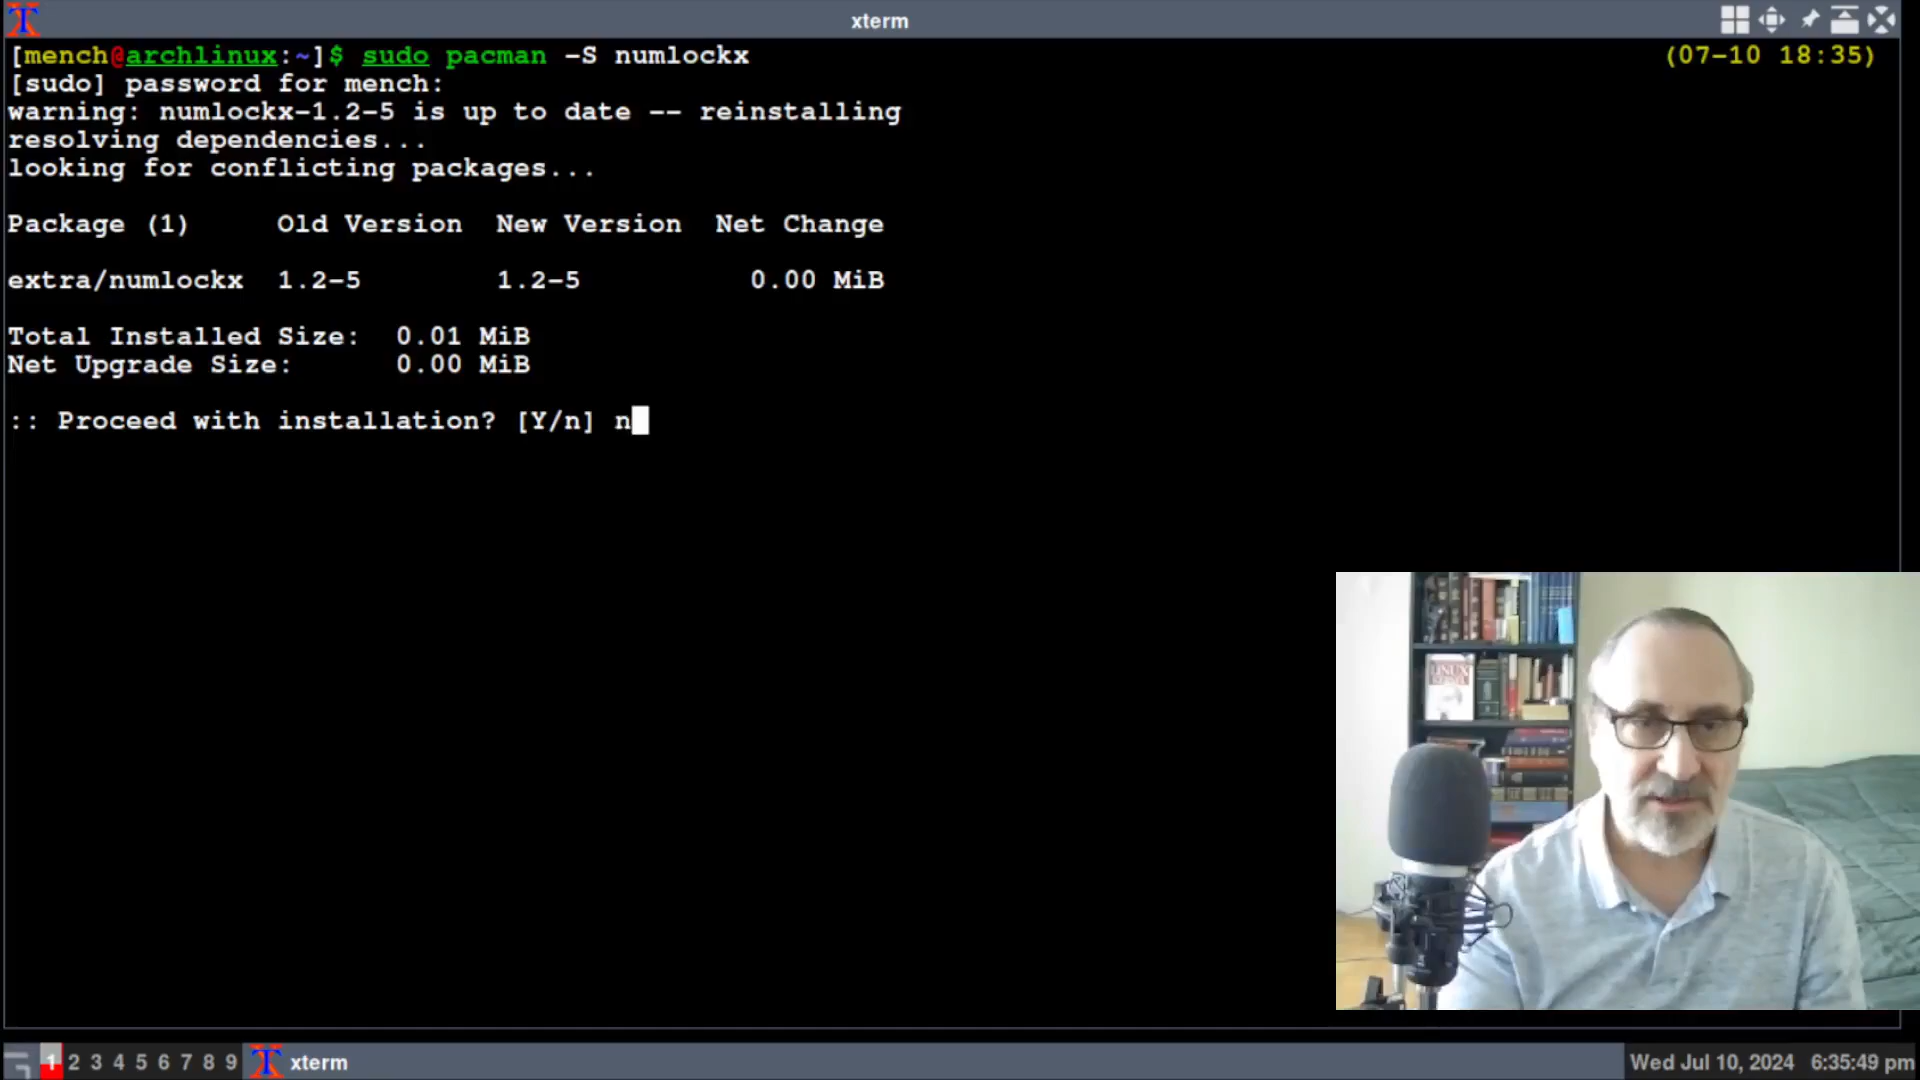 xterm
[mench@archlinux:~]$ sudo pacman -S numlockx (07-10 18:35)
[sudo] password for mench:
warning: numlockx-1.2-5 is up to date -- reinstalling
resolving dependencies...
looking for conflicting packages...
Package (1) Old Version New Version Net Change
extra/numlockx 1.2-5 1.2-5 0.00 MiB
Total Installed Size: 0.01 MiB
Net Upgrade Size: 0.00 MiB
:: Proceed with installation? [Y/n] n
LINUX
1 2 3 4 5 6 7 8 9 xterm Wed Jul 10, 2024 6:35:49 pm